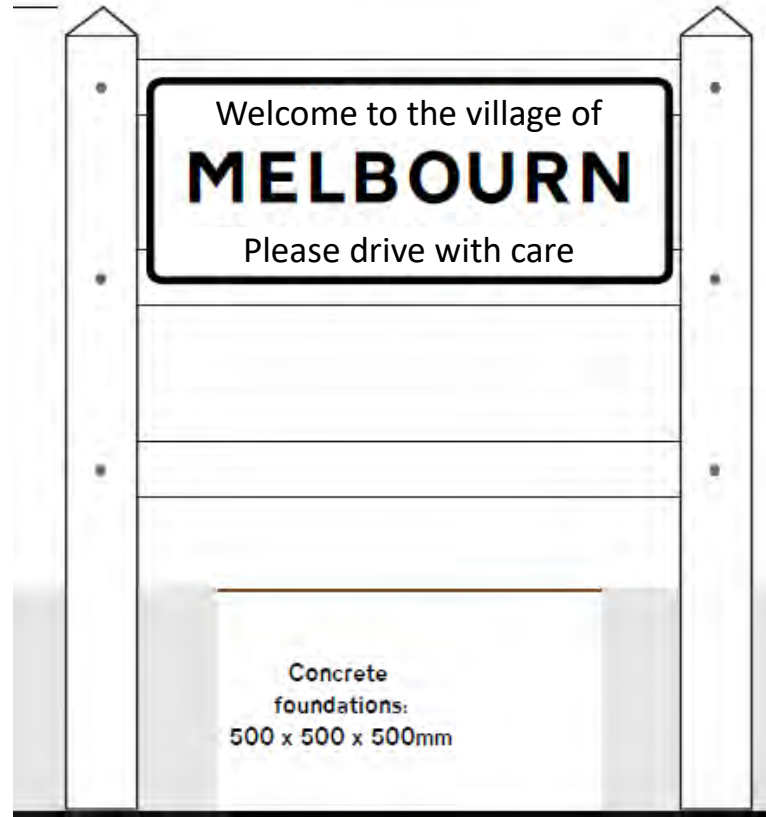 Welcome to the village of
MELBOURN
Please drive with care
Concrete
foundations:
500 x 500 x 500mm